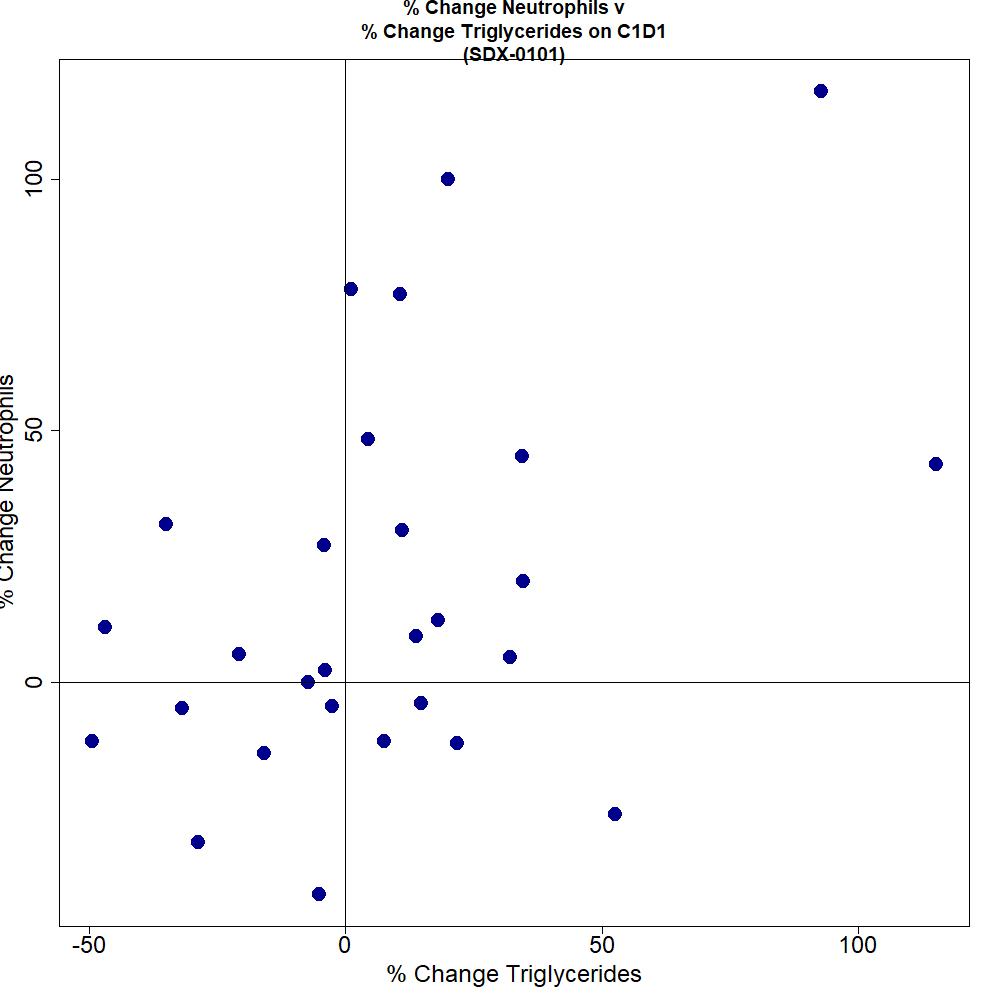 % Change Neutrophils v
% Change Triglycerides on C1D1
(SDX-0101)
% Change Neutrophils
100
50
0
-50 0 50 100
% Change Triglycerides